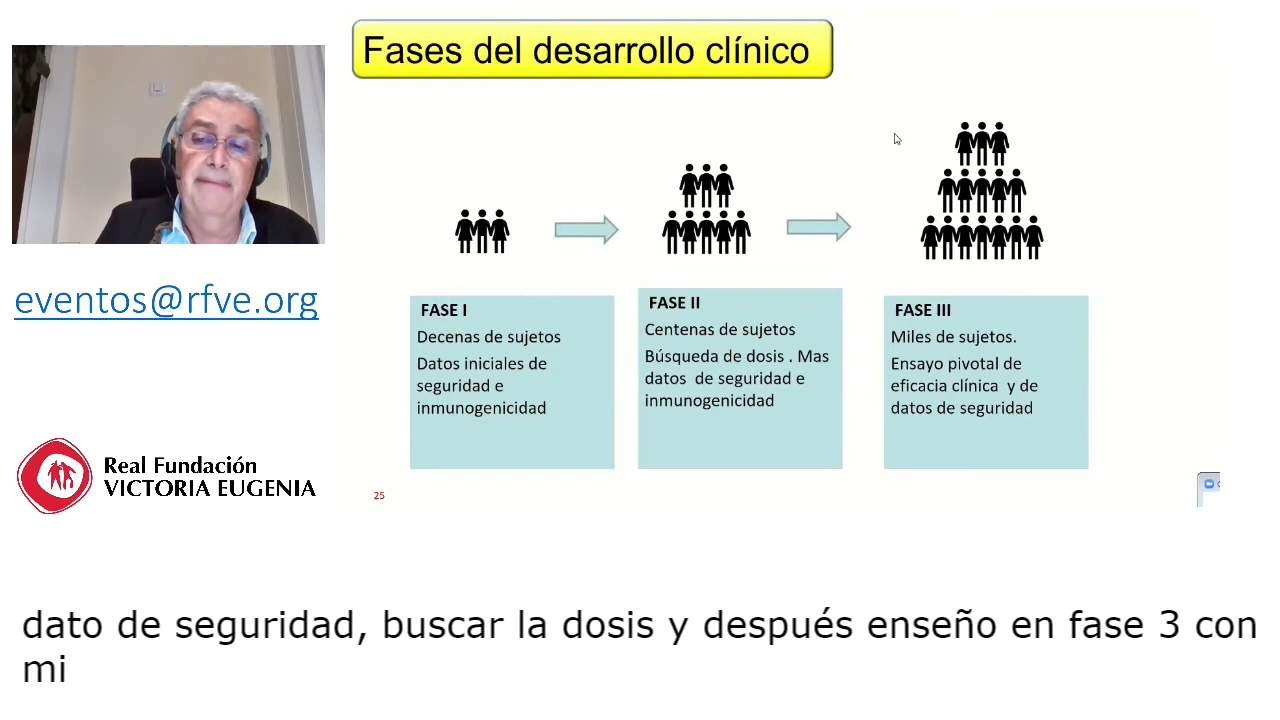 Fases del desarrollo clínico
eventos@rfve.org
FASE I
Decenas de sujetos
Datos iniciales de
seguridad e
inmunogenicidad
FASE II
Centenas de sujetos
Búsqueda de dosis . Mas
datos de seguridad e
inmunogenicidad
FASE III
Miles de sujetos.
Ensayo pivotal de
eficacia clínica y de
datos de seguridad
Real Fundación
VICTORIA EUGENIA
25
dato de seguridad, buscar la dosis y después enseño en fase 3 con
mi